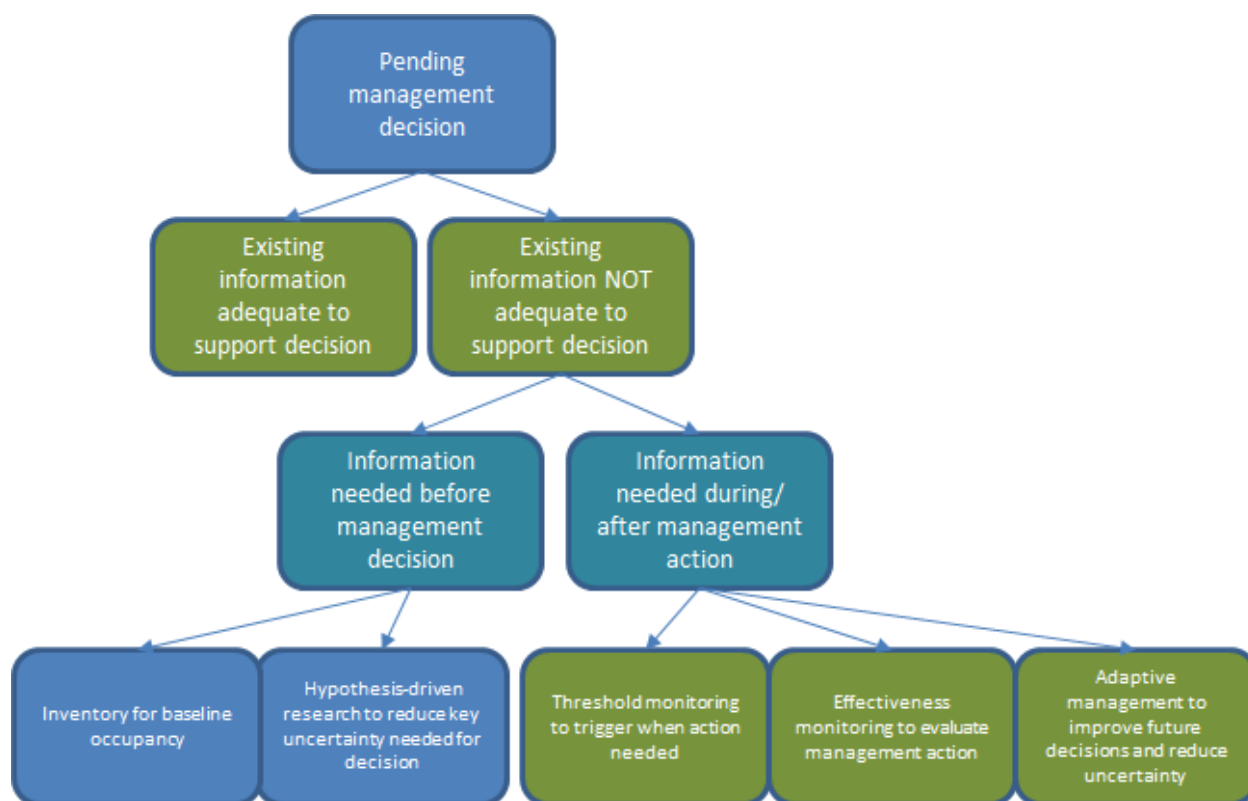 Pending
management
decision
Existing
information
adequate to
support decision
Existing
information NOT
adequate to
support decision
Information
needed before
management
decision
Information
needed during/
after management
action
Inventory for baseline
occupancy
Hypothesis-driven
research to reduce key
uncertainty needed for
decision
Threshold monitoring
to trigger when action
needed
Effectiveness
monitoring to evaluate
management action
Adaptive
management to
improve future
decisions and reduce
uncertainty